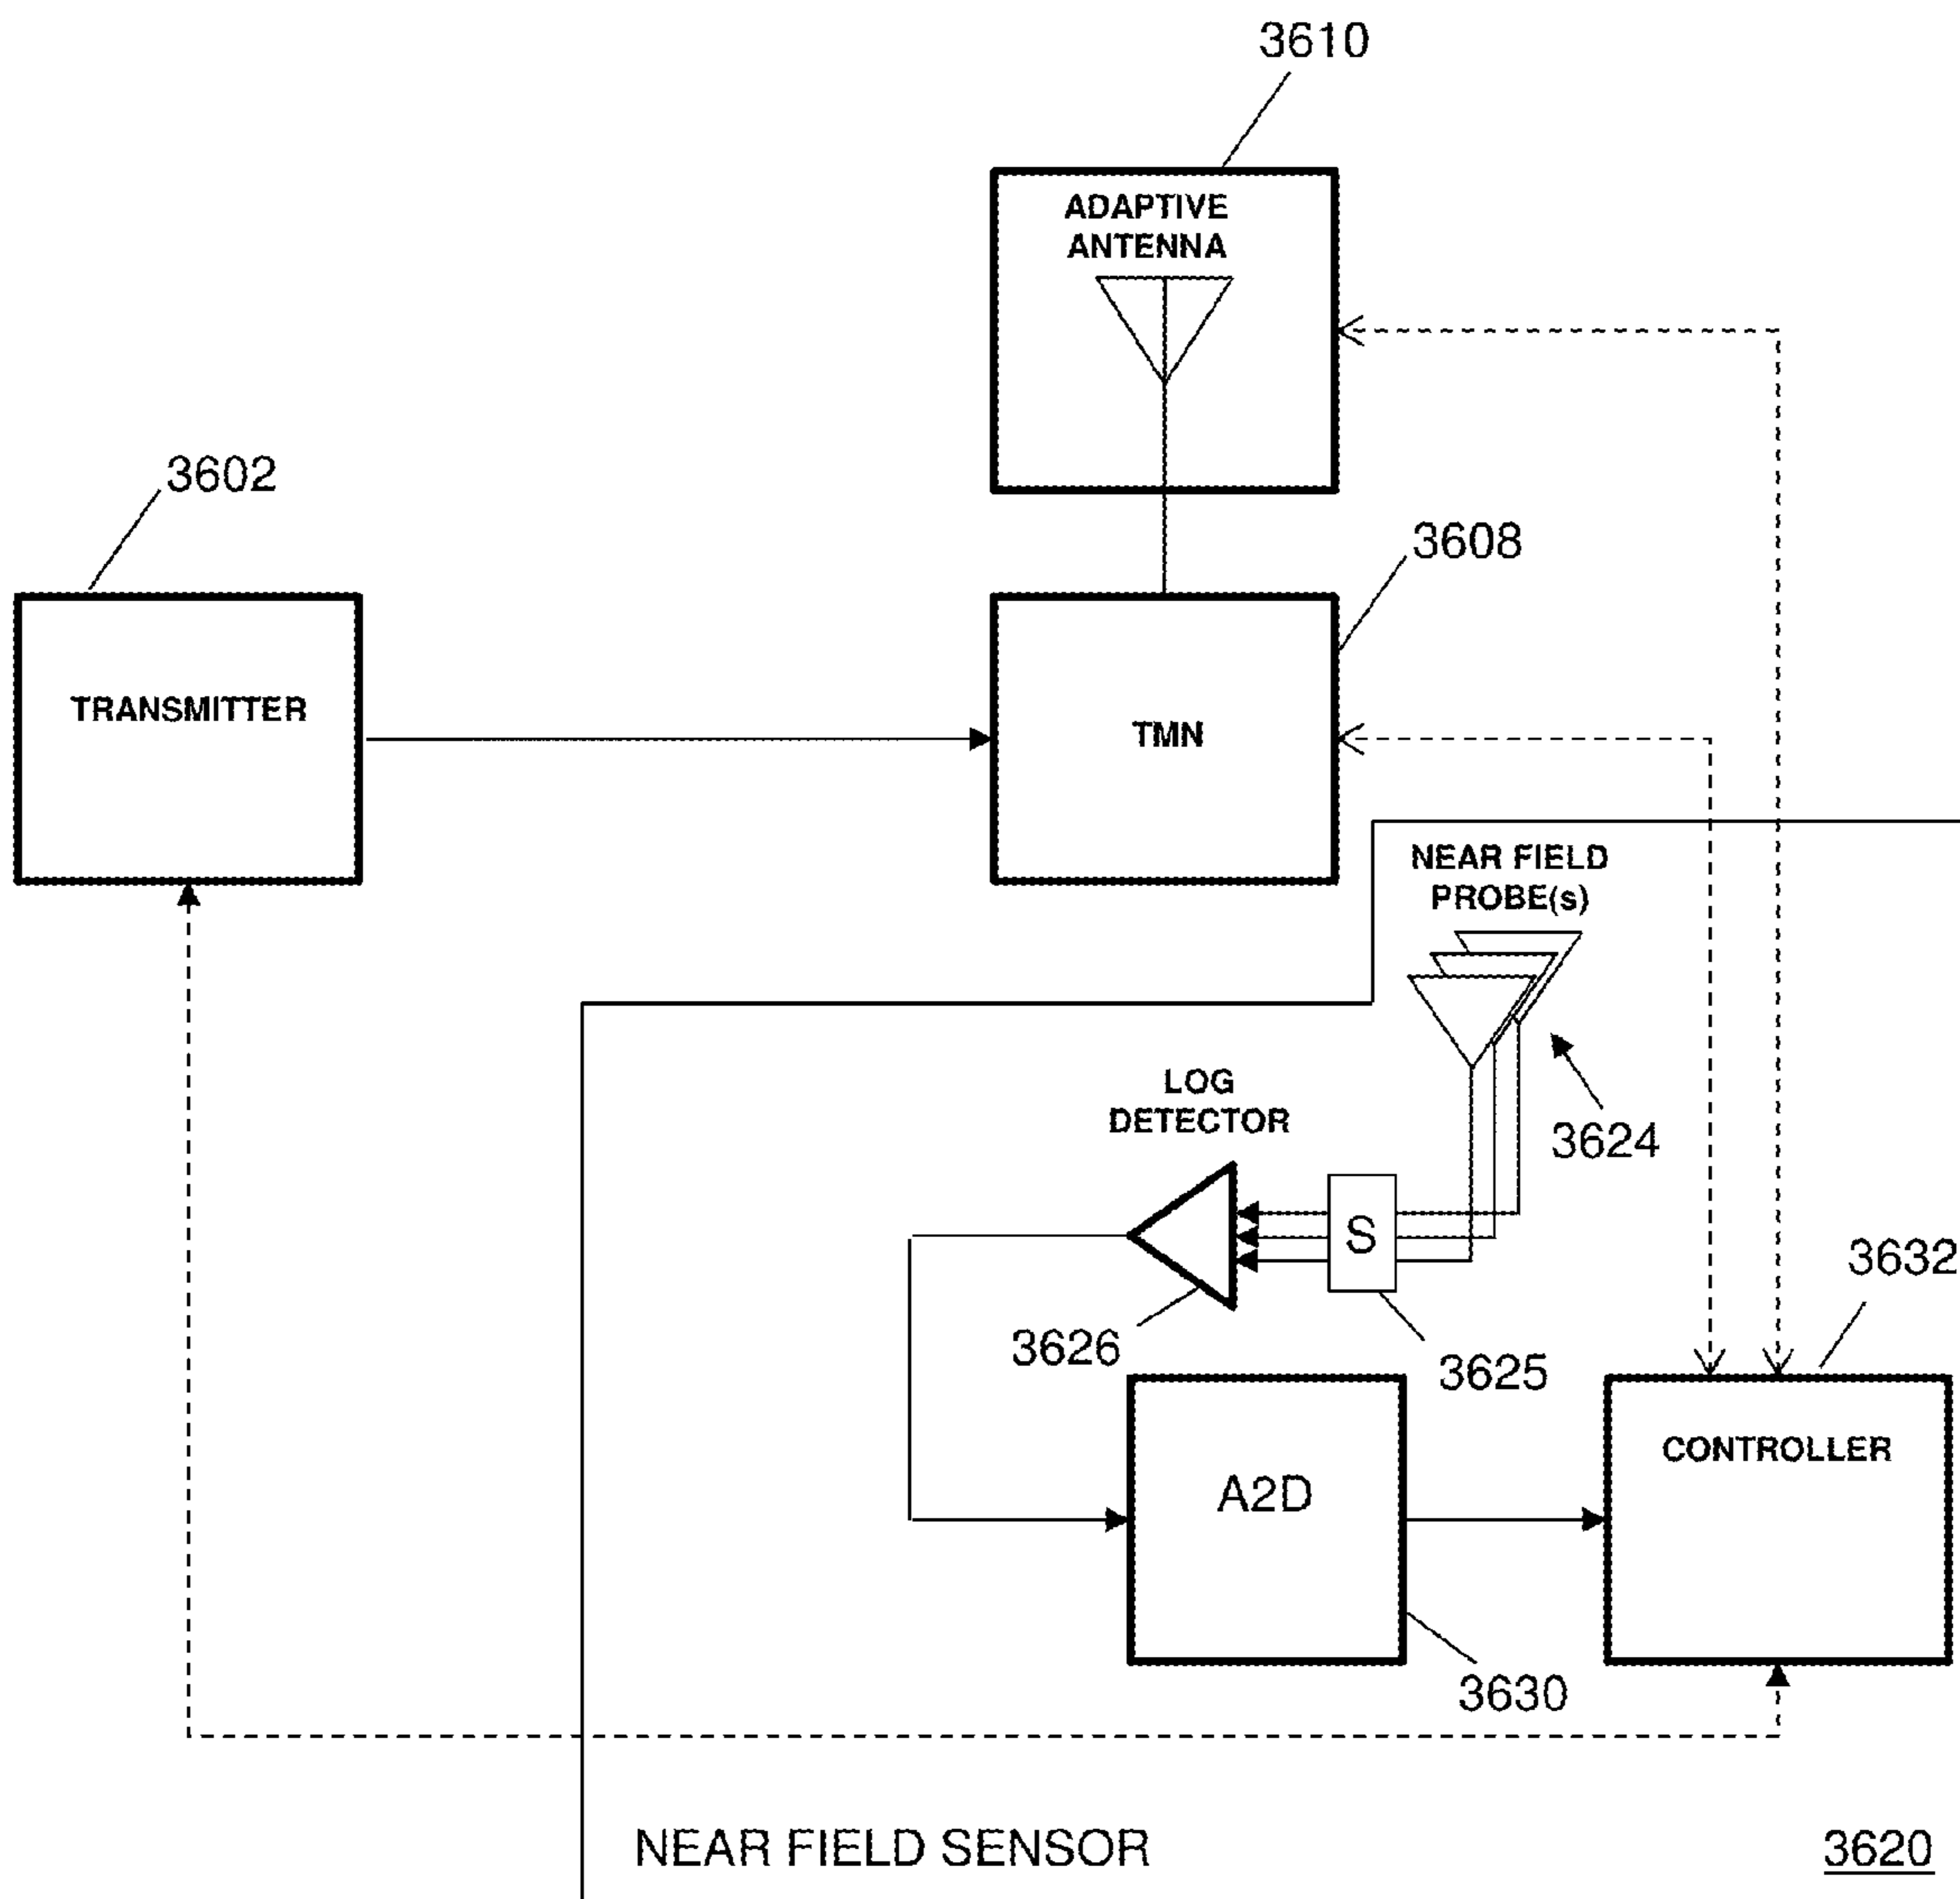 3610
ADAPTIVE
ANTENNA
3602
3608
TRANSMITTER
TMN
NEAR FIELD
PROBE(s)
LOG
DETECTOR
3624
S
3632
3626
3625
A2D
CONTROLLER
3630
NEAR FIELD SENSOR
3620